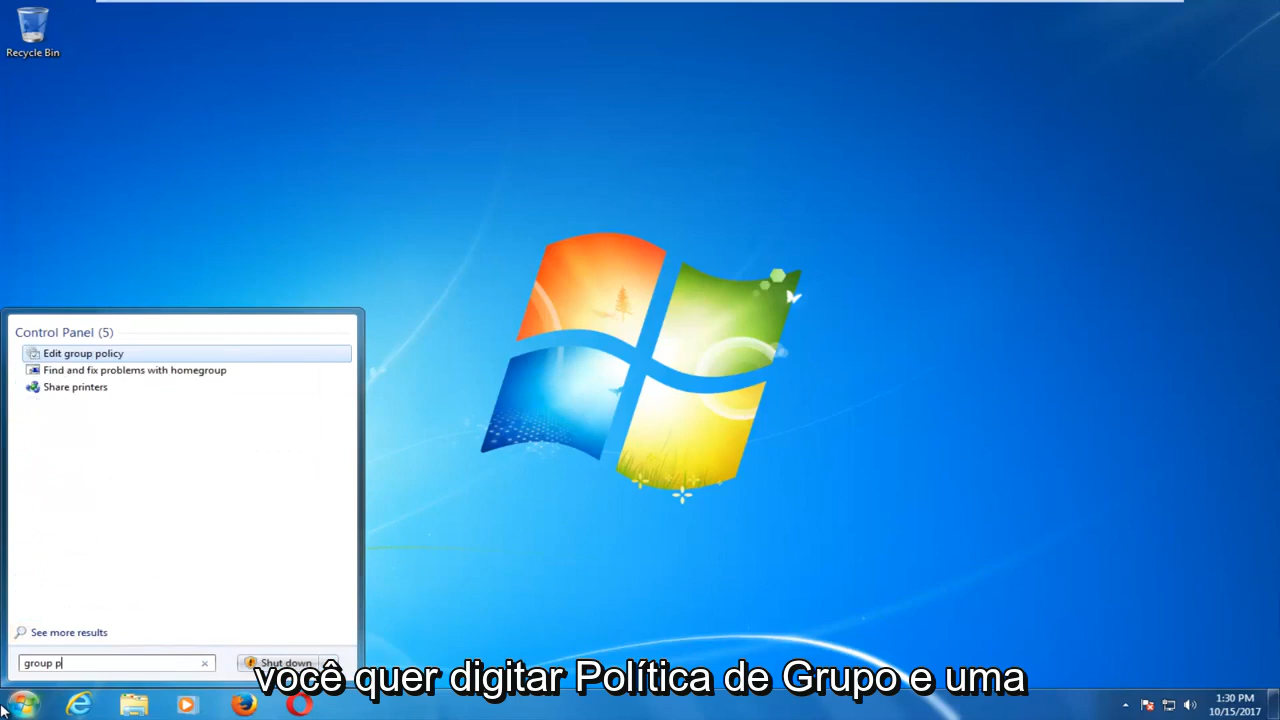 Recycle Bin
Control Panel (5)
Edit group policy
Find and fix problems with homegroup
Share printers
See more results
group p
Shut down
você quer digitar Política de Grupo e uma
1:30 PM
10/15/2017